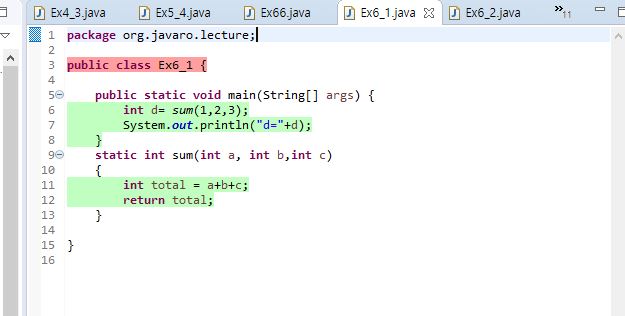 Ex4_3.java Ex5_4.java Ex66.java Ex6_1.java Ex6_2.java »11
1 package org.javaro.lecture;
2
3 public class Ex6_1 {
4
5 public static void main(String[] args) {
6 int d= sum(1,2,3);
7 System.out.println("d="+d);
8 }
9 static int sum(int a, int b,int c)
10 {
11 int total = a+b+c;
12 return total;
13 }
14
15 }
16